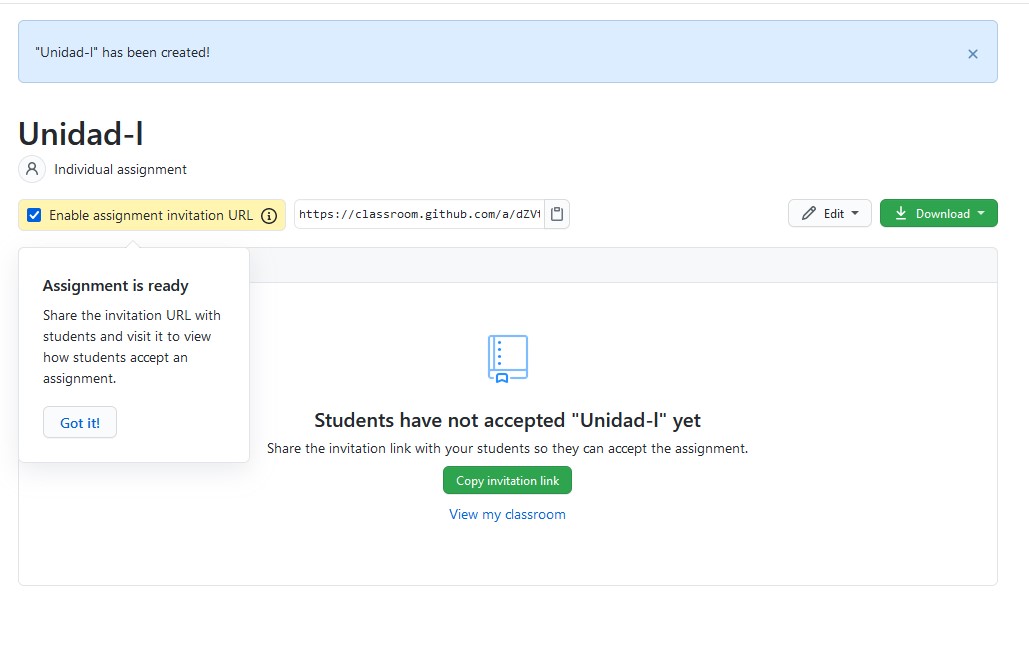 "Unidad-l" has been created!
Unidad-l
Individual assignment
Enable assignment invitation URL
https://classroom.github.com/a/dZVt
Edit
Download
Assignment is ready
Share the invitation URL with
students and visit it to view
how students accept an
assignment.
Got it!
Students have not accepted "Unidad-l" yet
Share the invitation link with your students so they can accept the assignment.
Copy invitation link
View my classroom